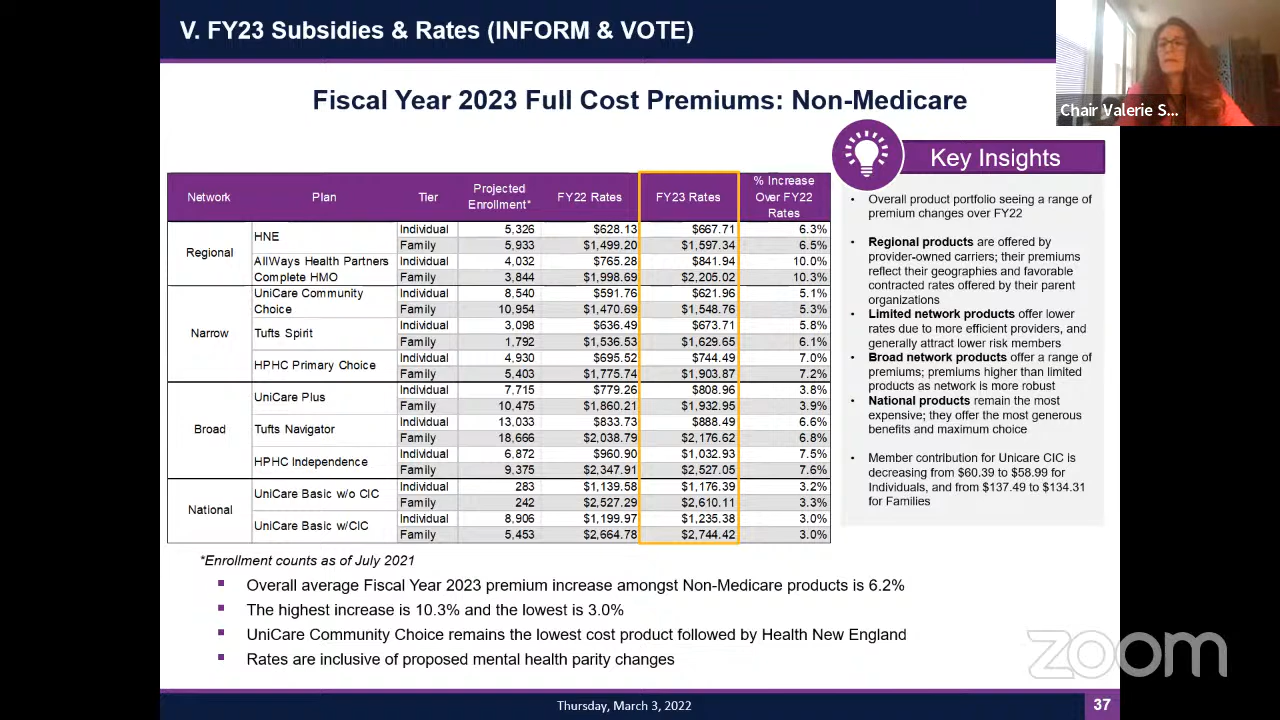 V. FY23 Subsidies & Rates (INFORM & VOTE)
Chair Valerie S...
Fiscal Year 2023 Full Cost Premiums: Non-Medicare
Network Plan Tier Projected Enrollment* FY22 Rates FY23 Rates % Increase Over FY22 Rates
Regional
HNE
Individual 5,326 $628.13 $667.71 6.3%
Family 5,933 $1,499.20 $1,597.34 6.5%
AllWays Health Partners
Complete HMO
Individual 4,032 $765.28 $841.94 10.0%
Family 3,844 $1,998.69 $2,205.02 10.3%
Narrow
UniCare Community
Choice
Individual 8,540 $591.76 $621.96 5.1%
Family 10,954 $1,470.69 $1,548.76 5.3%
Tufts Spirit
Individual 3,098 $636.49 $673.71 5.8%
Family 1,792 $1,536.53 $1,629.65 6.1%
HPHC Primary Choice
Individual 4,930 $695.52 $744.49 7.0%
Family 5,403 $1,775.74 $1,903.87 7.2%
Broad
UniCare Plus
Individual 7,715 $779.26 $808.96 3.8%
Family 10,475 $1,860.21 $1,932.95 3.9%
Tufts Navigator
Individual 13,033 $833.73 $888.49 6.6%
Family 18,666 $2,038.79 $2,176.62 6.8%
HPHC Independence
Individual 6,872 $960.90 $1,032.93 7.5%
Family 9,375 $2,347.91 $2,527.05 7.6%
National
UniCare Basic w/o CIC
Individual 283 $1,139.58 $1,176.39 3.2%
Family 242 $2,527.29 $2,610.11 3.3%
UniCare Basic w/CIC
Individual 8,906 $1,199.97 $1,235.38 3.0%
Family 5,453 $2,664.78 $2,744.42 3.0%
Key Insights
• Overall product portfolio seeing a range of
premium changes over FY22
• Regional products are offered by
provider-owned carriers; their premiums
reflect their geographies and favorable
contracted rates offered by their parent
organizations
• Limited network products offer lower
rates due to more efficient providers, and
generally attract lower risk members
• Broad network products offer a range of
premiums; premiums higher than limited
products as network is more robust
• National products remain the most
expensive; they offer the most generous
benefits and maximum choice
• Member contribution for Unicare CIC is
decreasing from $60.39 to $58.99 for
Individuals, and from $137.49 to $134.31
for Families
*Enrollment counts as of July 2021
▪ Overall average Fiscal Year 2023 premium increase amongst Non-Medicare products is 6.2%
▪ The highest increase is 10.3% and the lowest is 3.0%
▪ UniCare Community Choice remains the lowest cost product followed by Health New England
▪ Rates are inclusive of proposed mental health parity changes
zoom
Thursday, March 3, 2022
37